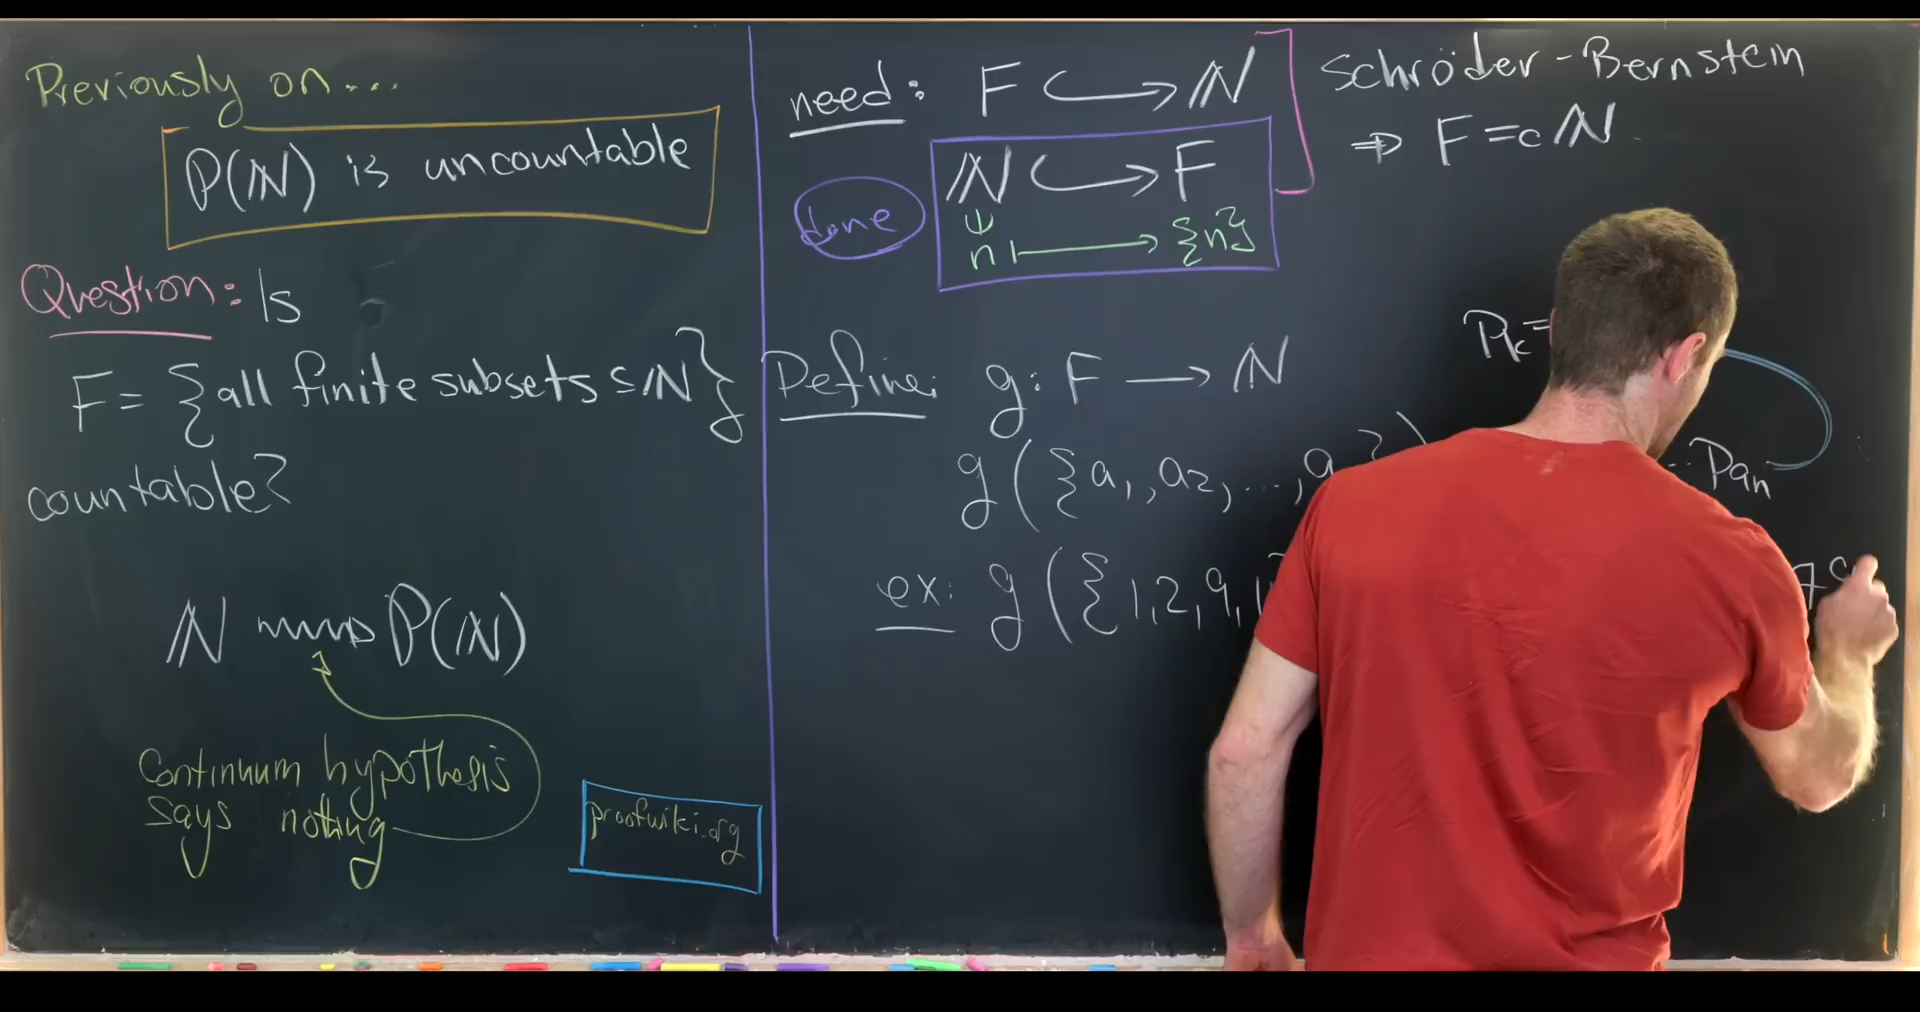 Previously on...
P(ℕ) is uncountable
Question: Is
F = {all finite subsets ⊆ ℕ}
countable?
ℕ ⇝ P(ℕ)
Continuum hypothesis
says nothing
proofwiki.org
need: F ↪ ℕ
done
ℕ ↪ F
ψ
n ↦ {n}
Schröder-Bernstein
⇒ F =c ℕ.
Define: g: F → ℕ
Pk =
g({a1, a2, ..., a }) ... Pan
ex: g({1,2,9,1